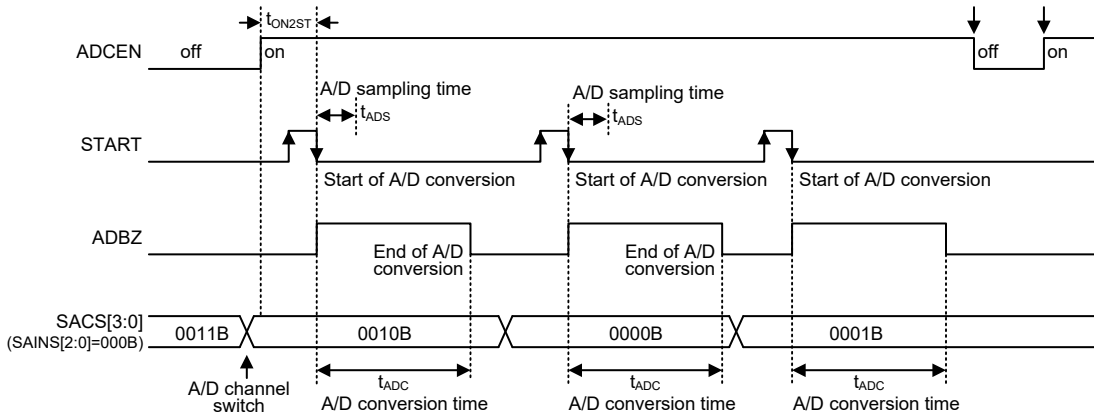 tON2ST
ADCEN
off
on
off
on
A/D sampling time
tADS
A/D sampling time
tADS
START
Start of A/D conversion
Start of A/D conversion
Start of A/D conversion
ADBZ
End of A/D
conversion
End of A/D
conversion
SACS[3:0]
(SAINS[2:0]=000B)
0011B
0010B
0000B
0001B
A/D channel
switch
tADC
A/D conversion time
tADC
A/D conversion time
tADC
A/D conversion time